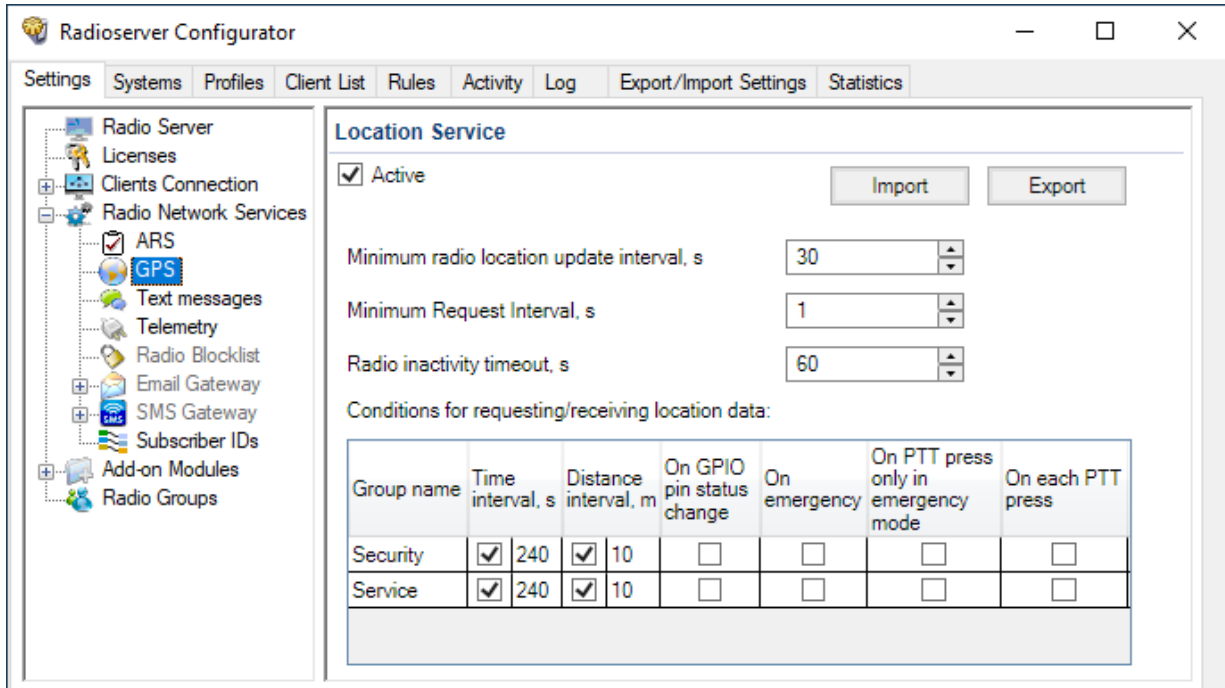 Radioserver Configurator
Settings Systems Profiles Client List Rules Activity Log Export/Import Settings Statistics
Radio Server
Licenses
Clients Connection
Radio Network Services
ARS
GPS
Text messages
Telemetry
Radio Blocklist
Email Gateway
SMS
SMS Gateway
Subscriber IDs
Add-on Modules
Radio Groups
Location Service
Active
Import Export
Minimum radio location update interval, s 30
Minimum Request Interval, s 1
Radio inactivity timeout, s 60
Conditions for requesting/receiving location data:
Group name
Time
interval, s
Distance
interval, m
On GPIO
pin status
change
On
emergency
On PTT press
only in
emergency
mode
On each PTT
press
Security 240 10
Service 240 10